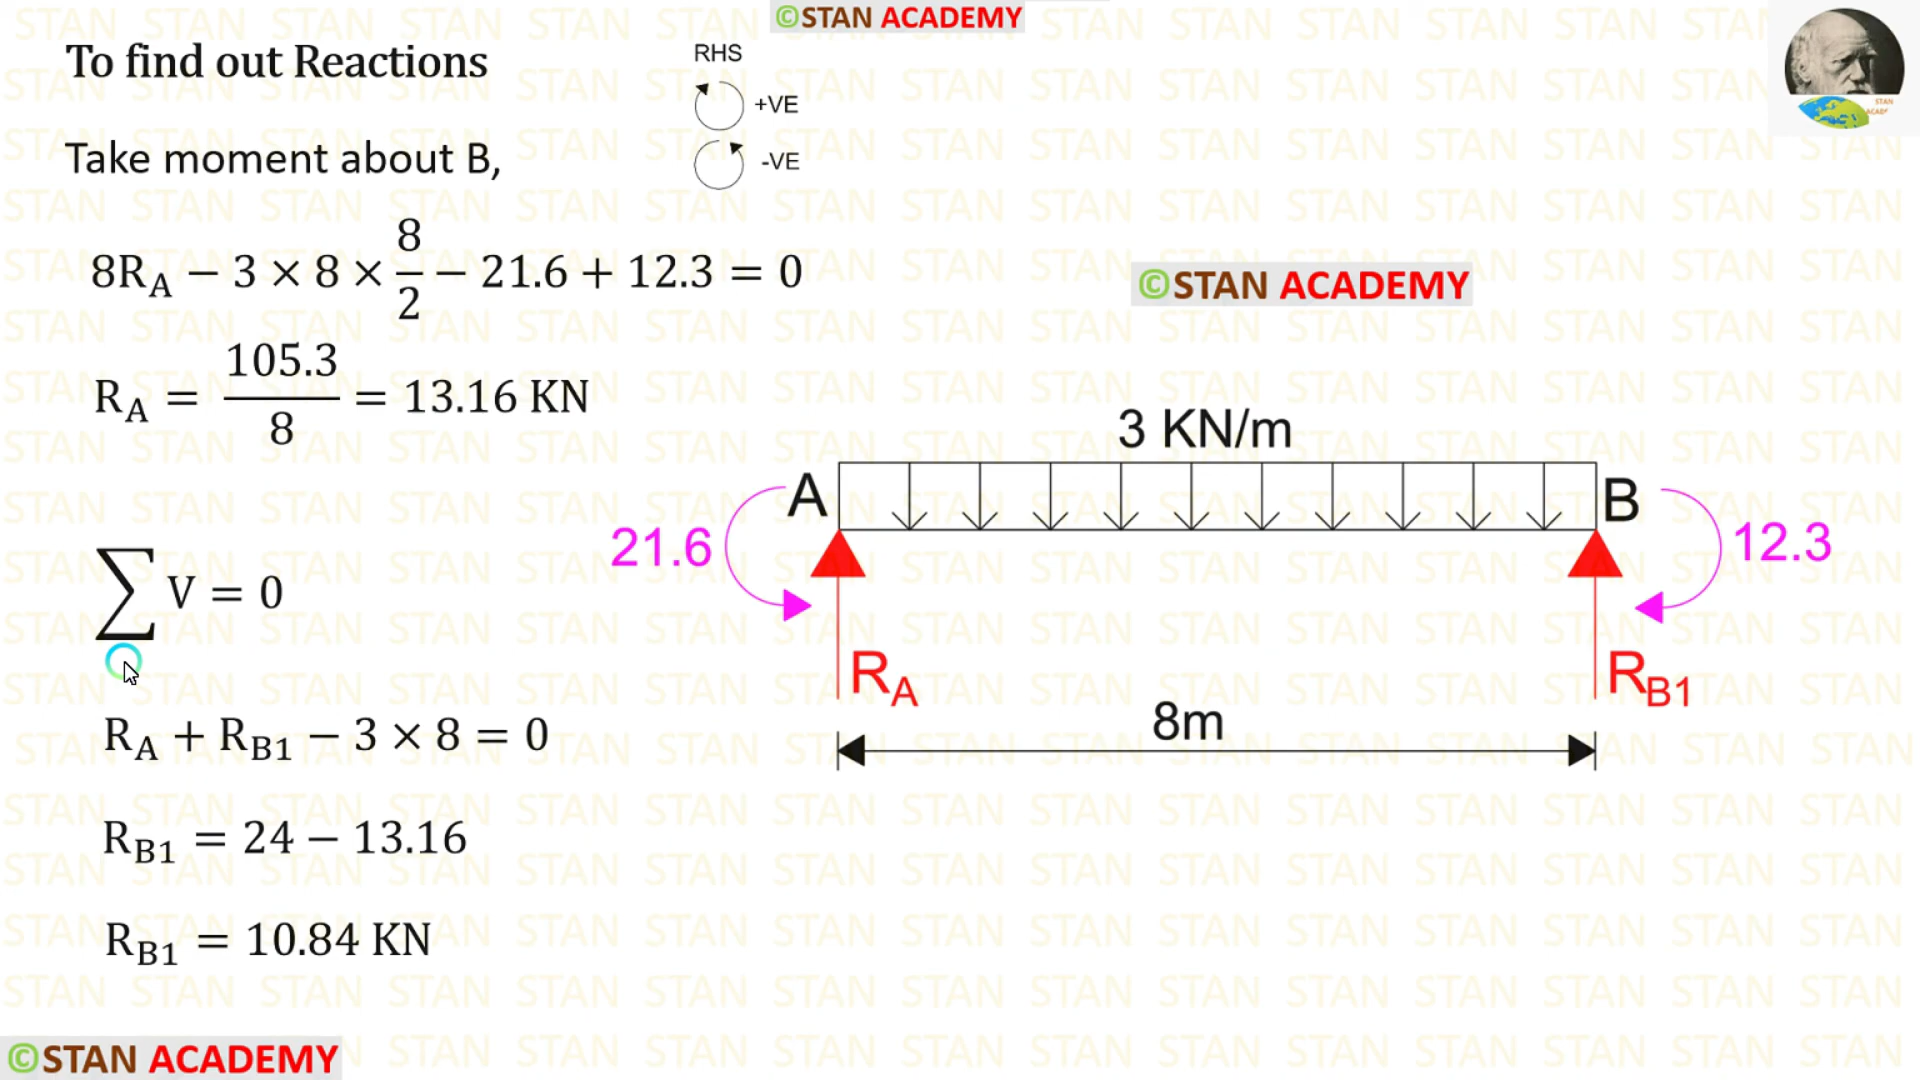 ©STAN ACADEMY
To find out Reactions
RHS
+VE
-VE
Take moment about B,
8R_A − 3 × 8 × 8/2 − 21.6 + 12.3 = 0
©STAN ACADEMY
R_A = 105.3/8 = 13.16 KN
3 KN/m
A
B
21.6
12.3
∑ V = 0
R_A
R_B1
8m
R_A + R_B1 − 3 × 8 = 0
R_B1 = 24 − 13.16
R_B1 = 10.84 KN
©STAN ACADEMY